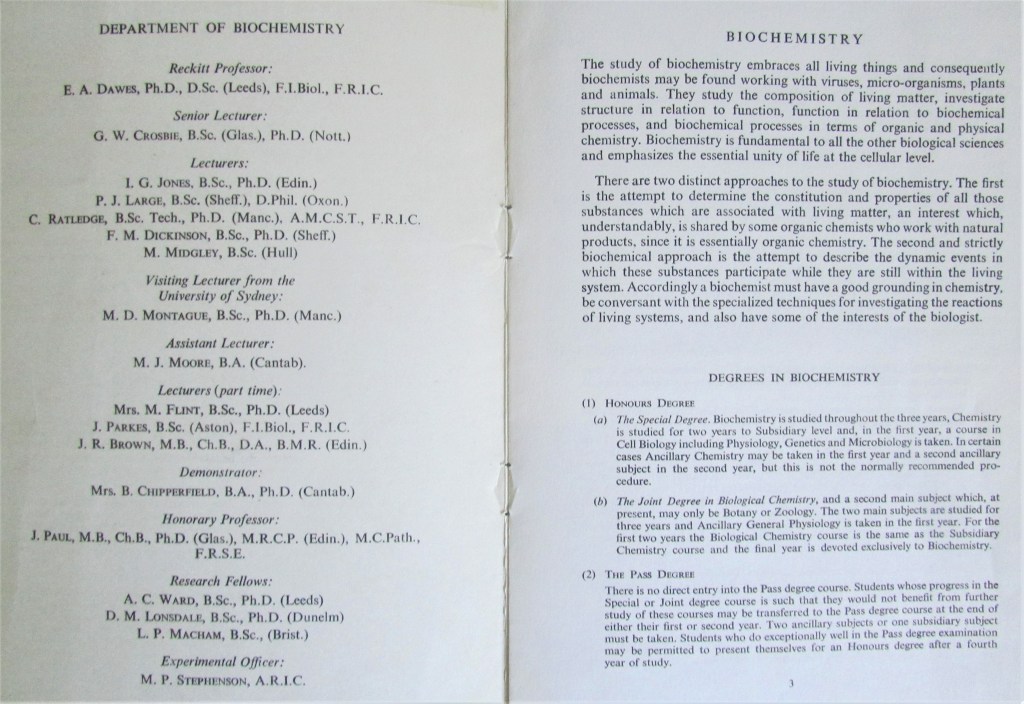 DEPARTMENT OF BIOCHEMISTRY
Reckitt Professor:
E. A. DAWES, Ph.D., D.Sc. (Leeds), F.I.Biol., F.R.I.C.
Senior Lecturer:
G. W. CROSBIE, B.Sc. (Glas.), Ph.D. (Nott.)
Lecturers:
I. G. JONES, B.Sc., Ph.D. (Edin.)
P. J. LARGE, B.Sc. (Sheff.), D.Phil. (Oxon.)
C. RATLEDGE, B.Sc. Tech., Ph.D. (Manc.), A.M.C.S.T., F.R.I.C.
F. M. DICKINSON, B.Sc., Ph.D. (Sheff.)
M. MIDGLEY, B.Sc. (Hull)
Visiting Lecturer from the
University of Sydney:
M. D. MONTAGUE, B.Sc., Ph.D. (Manc.)
Assistant Lecturer:
M. J. MOORE, B.A. (Cantab).
Lecturers (part time):
Mrs. M. FLINT, B.Sc., Ph.D. (Leeds)
J. PARKES, B.Sc. (Aston), F.I.Biol., F.R.I.C.
J. R. BROWN, M.B., Ch.B., D.A., B.M.R. (Edin.)
Demonstrator:
Mrs. B. CHIPPERFIELD, B.A., Ph.D. (Cantab.)
Honorary Professor:
J. PAUL, M.B., Ch.B., Ph.D. (Glas.), M.R.C.P. (Edin.), M.C.Path.,
F.R.S.E.
Research Fellows:
A. C. WARD, B.Sc., Ph.D. (Leeds)
D. M. LONSDALE, B.Sc., Ph.D. (Dunelm)
L. P. MACHAM, B.Sc., (Brist.)
Experimental Officer:
M. P. STEPHENSON, A.R.I.C.
BIOCHEMISTRY
The study of biochemistry embraces all living things and consequently
biochemists may be found working with viruses, micro-organisms, plants
and animals. They study the composition of living matter, investigate
structure in relation to function, function in relation to biochemical
processes, and biochemical processes in terms of organic and physical
chemistry. Biochemistry is fundamental to all the other biological sciences
and emphasizes the essential unity of life at the cellular level.
There are two distinct approaches to the study of biochemistry. The first
is the attempt to determine the constitution and properties of all those
substances which are associated with living matter, an interest which,
understandably, is shared by some organic chemists who work with natural
products, since it is essentially organic chemistry. The second and strictly
biochemical approach is the attempt to describe the dynamic events in
which these substances participate while they are still within the living
system. Accordingly a biochemist must have a good grounding in chemistry,
be conversant with the specialized techniques for investigating the reactions
of living systems, and also have some of the interests of the biologist.
DEGREES IN BIOCHEMISTRY
(1) HONOURS DEGREE
(a) The Special Degree. Biochemistry is studied throughout the three years, Chemistry
is studied for two years to Subsidiary level and, in the first year, a course in
Cell Biology including Physiology, Genetics and Microbiology is taken. In certain
cases Ancillary Chemistry may be taken in the first year and a second ancillary
subject in the second year, but this is not the normally recommended pro-
cedure.
(b) The Joint Degree in Biological Chemistry, and a second main subject which, at
present, may only be Botany or Zoology. The two main subjects are studied for
three years and Ancillary General Physiology is taken in the first year. For the
first two years the Biological Chemistry course is the same as the Subsidiary
Chemistry course and the final year is devoted exclusively to Biochemistry.
(2) THE PASS DEGREE
There is no direct entry into the Pass degree course. Students whose progress in the
Special or Joint degree course is such that they would not benefit from further
study of these courses may be transferred to the Pass degree course at the end of
either their first or second year. Two ancillary subjects or one subsidiary subject
must be taken. Students who do exceptionally well in the Pass degree examination
may be permitted to present themselves for an Honours degree after a fourth
year of study.
3